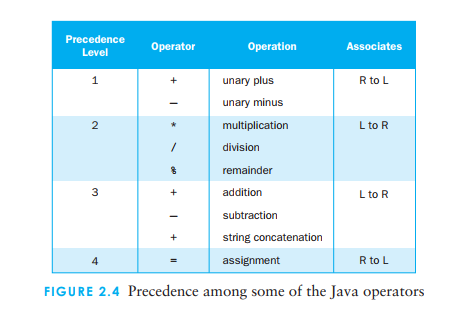 Precedence Level Operator Operation Associates
1 + unary plus R to L
– unary minus
2 * multiplication L to R
/ division
% remainder
3 + addition L to R
– subtraction
+ string concatenation
4 = assignment R to L
FIGURE 2.4 Precedence among some of the Java operators